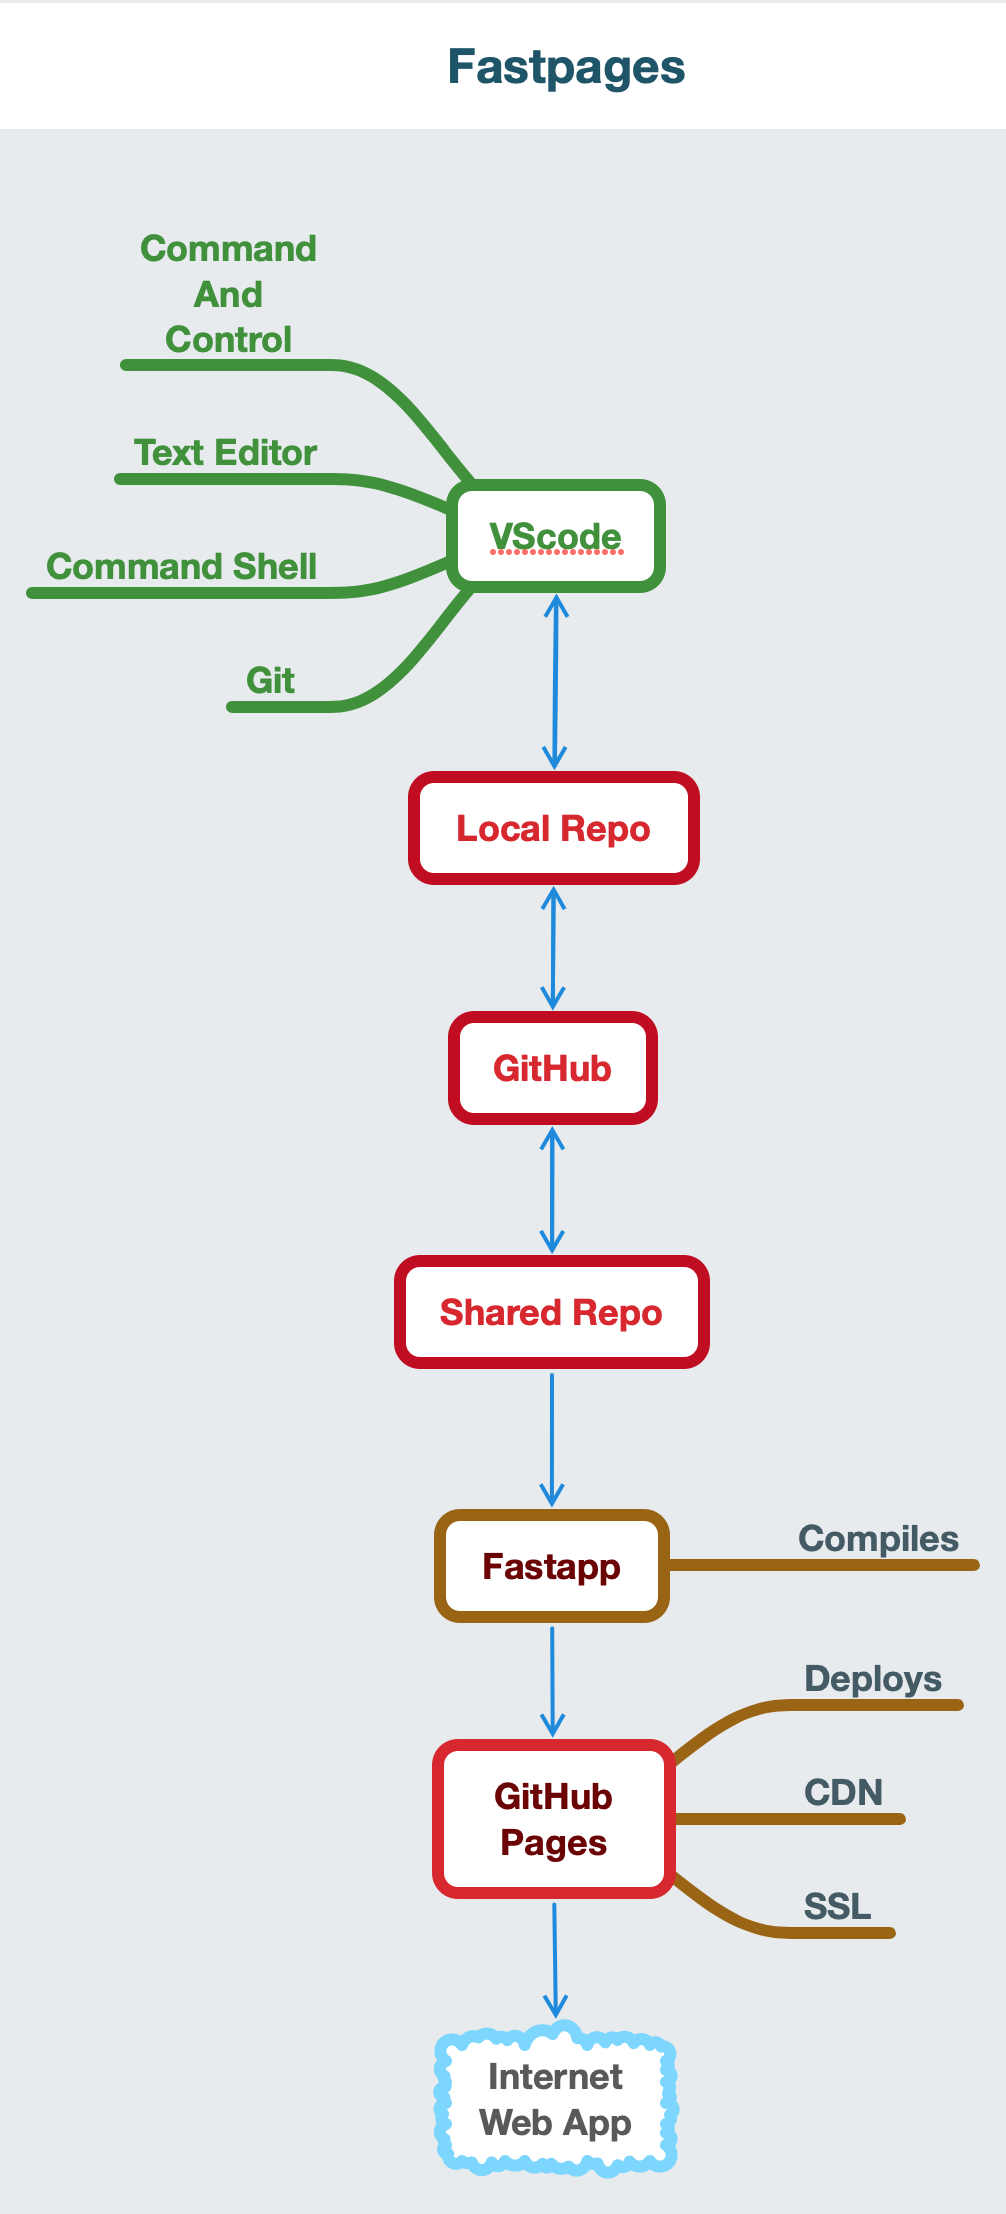 Fastpages
Command
And
Control
Text Editor
VScode
Command Shell
Git
Local Repo
GitHub
Shared Repo
Compiles
Fastapp
Deploys
GitHub
Pages
CDN
SSL
Internet
Web App